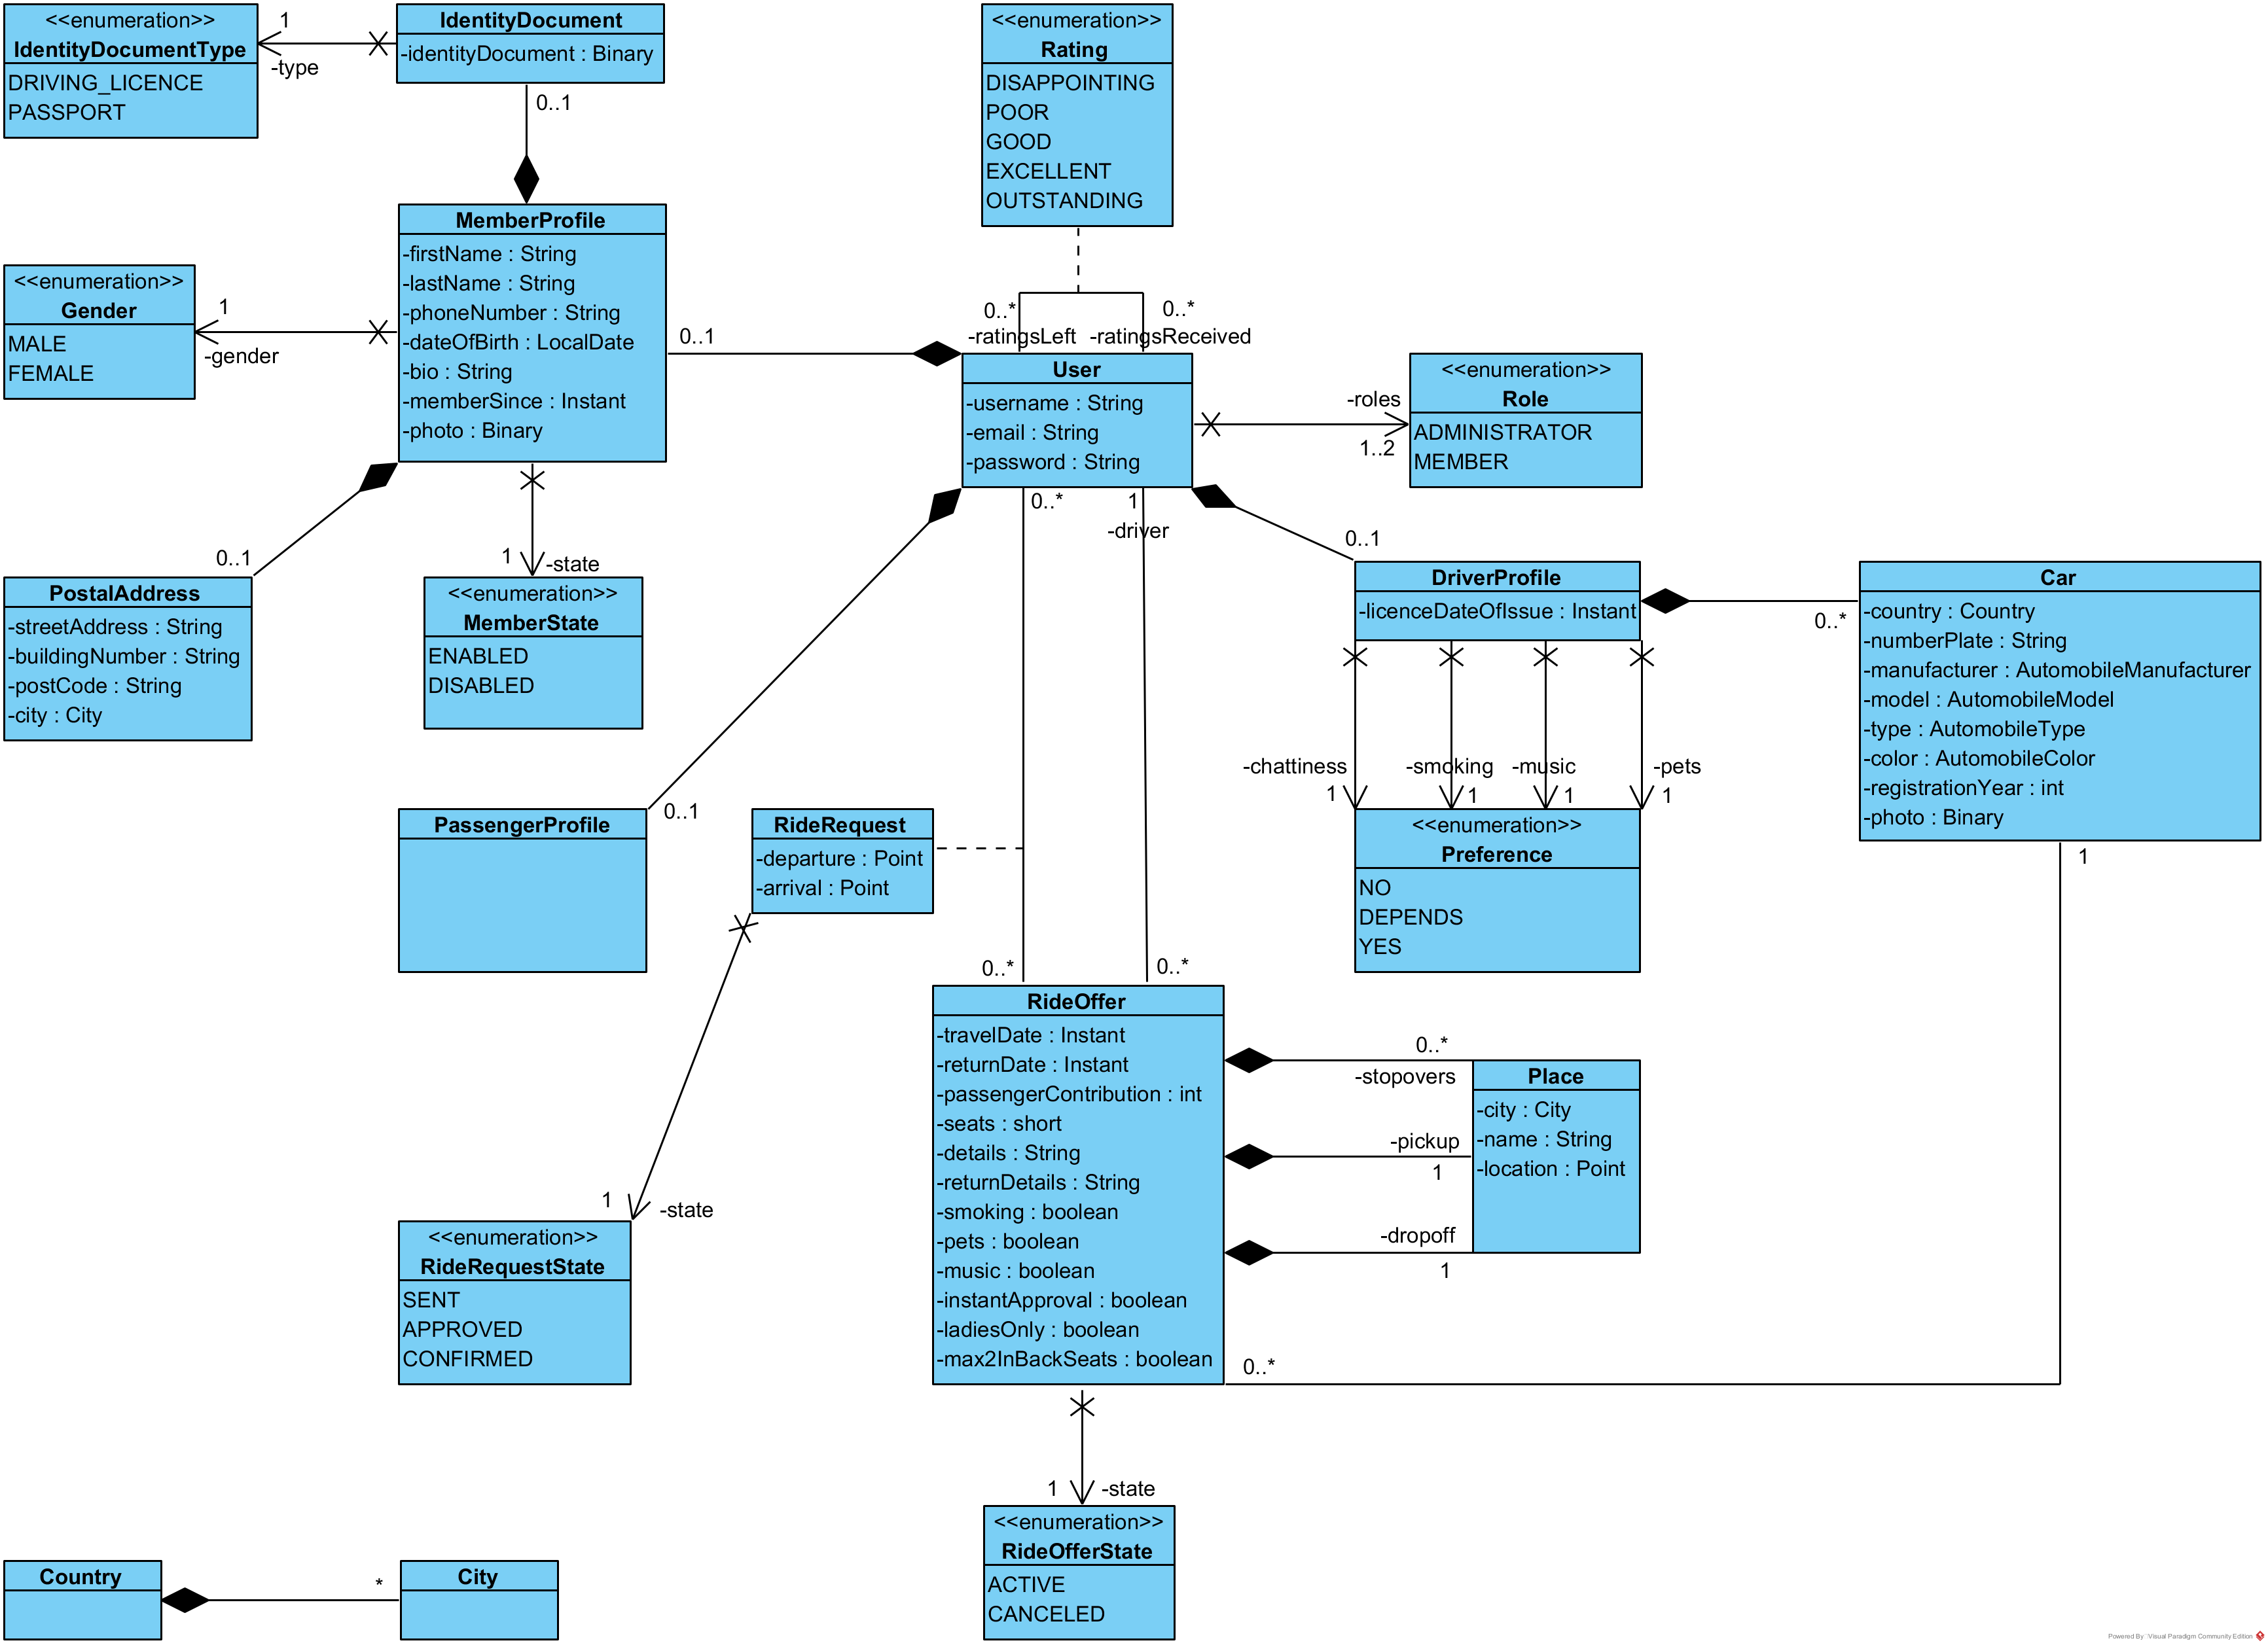 <<enumeration>>
IdentityDocumentType
DRIVING_LICENCE
PASSPORT
1
-type
IdentityDocument
-identityDocument : Binary
0..1
<<enumeration>>
Rating
DISAPPOINTING
POOR
GOOD
EXCELLENT
OUTSTANDING
MemberProfile
-firstName : String
-lastName : String
-phoneNumber : String
-dateOfBirth : LocalDate
-bio : String
-memberSince : Instant
-photo : Binary
<<enumeration>>
Gender
MALE
FEMALE
1
-gender
0..1
0..*
-ratingsLeft
0..*
-ratingsReceived
User
-username : String
-email : String
-password : String
-roles
1..2
<<enumeration>>
Role
ADMINISTRATOR
MEMBER
0..*
1
-driver
0..1
0..1
1
-state
PostalAddress
-streetAddress : String
-buildingNumber : String
-postCode : String
-city : City
<<enumeration>>
MemberState
ENABLED
DISABLED
DriverProfile
-licenceDateOfIssue : Instant
0..*
Car
-country : Country
-numberPlate : String
-manufacturer : AutomobileManufacturer
-model : AutomobileModel
-type : AutomobileType
-color : AutomobileColor
-registrationYear : int
-photo : Binary
1
-chattiness
1
-smoking
1
-music
1
-pets
1
<<enumeration>>
Preference
NO
DEPENDS
YES
PassengerProfile
0..1
RideRequest
-departure : Point
-arrival : Point
0..*
0..*
RideOffer
-travelDate : Instant
-returnDate : Instant
-passengerContribution : int
-seats : short
-details : String
-returnDetails : String
-smoking : boolean
-pets : boolean
-music : boolean
-instantApproval : boolean
-ladiesOnly : boolean
-max2InBackSeats : boolean
0..*
-stopovers
-pickup
1
-dropoff
1
Place
-city : City
-name : String
-location : Point
1
-state
<<enumeration>>
RideRequestState
SENT
APPROVED
CONFIRMED
0..*
1
-state
<<enumeration>>
RideOfferState
ACTIVE
CANCELED
Country
*
City
Powered By Visual Paradigm Community Edition